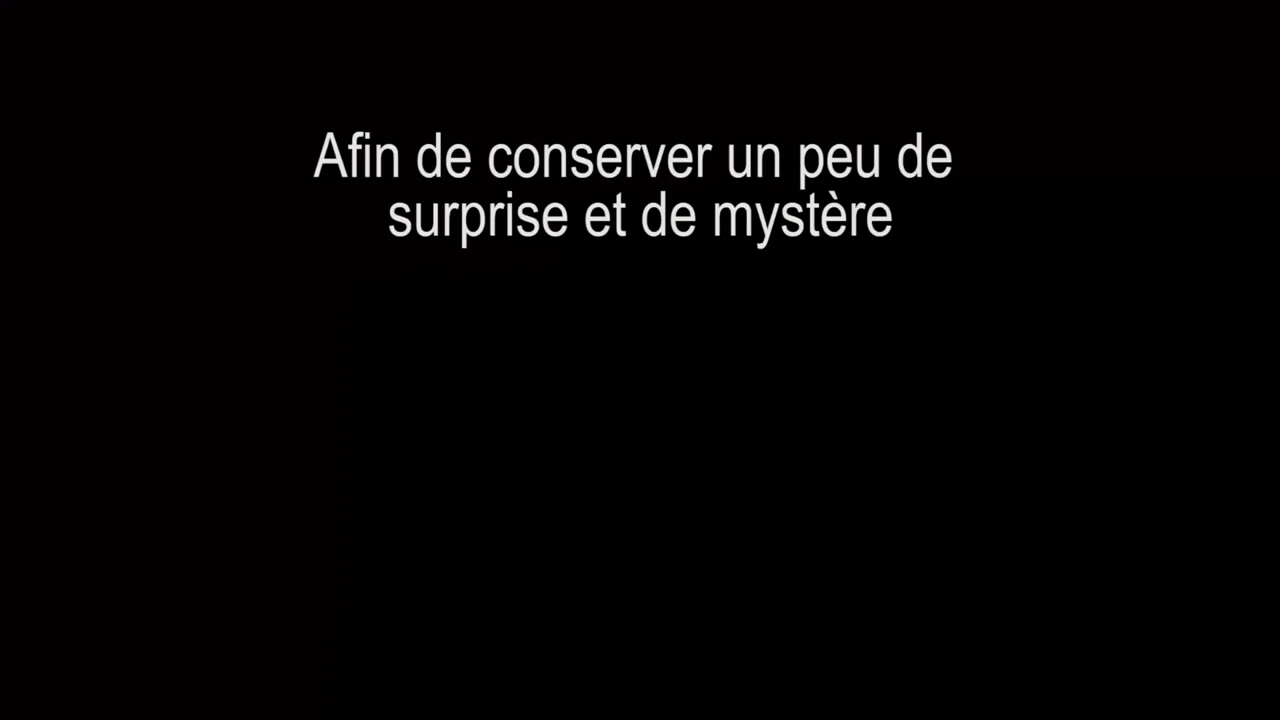 Afin de conserver un peu de
surprise et de mystère